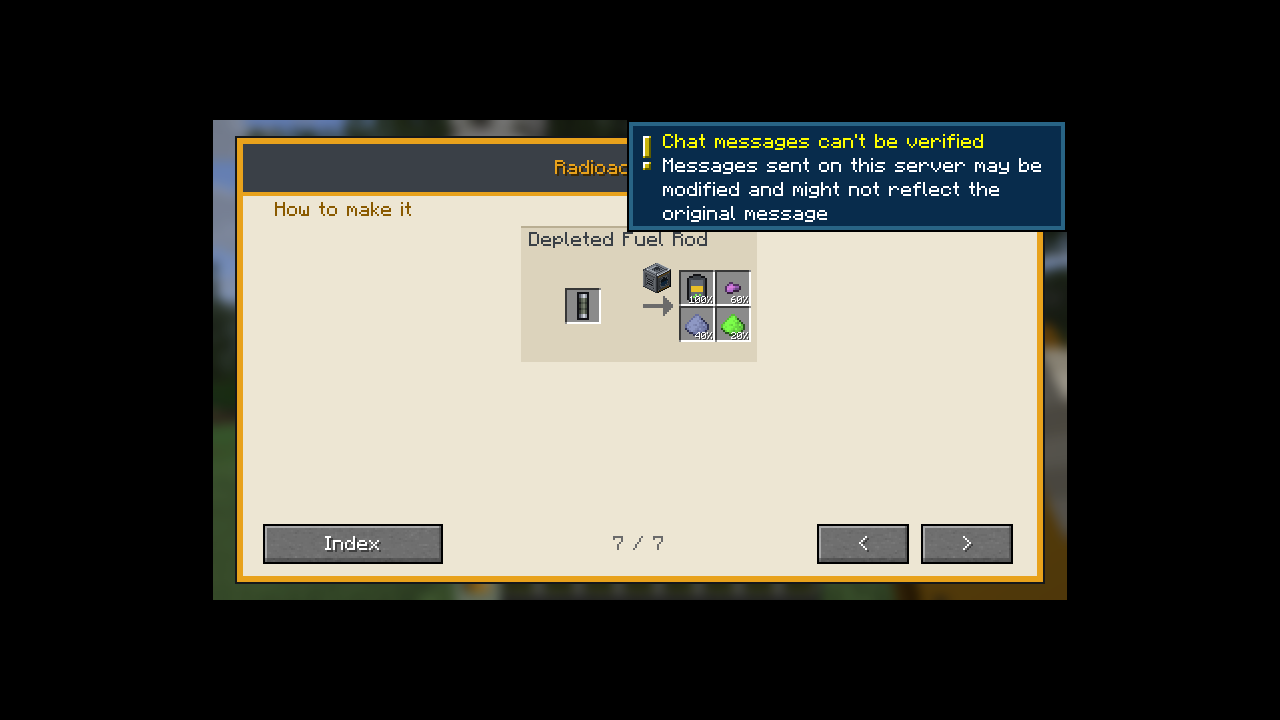 Chat messages can't be verified
Messages sent on this server may be
modified and might not reflect the
original message
How to make it
Depleted Fuel Rod
100%
60%
40%
20%
Index
7 / 7
<
>